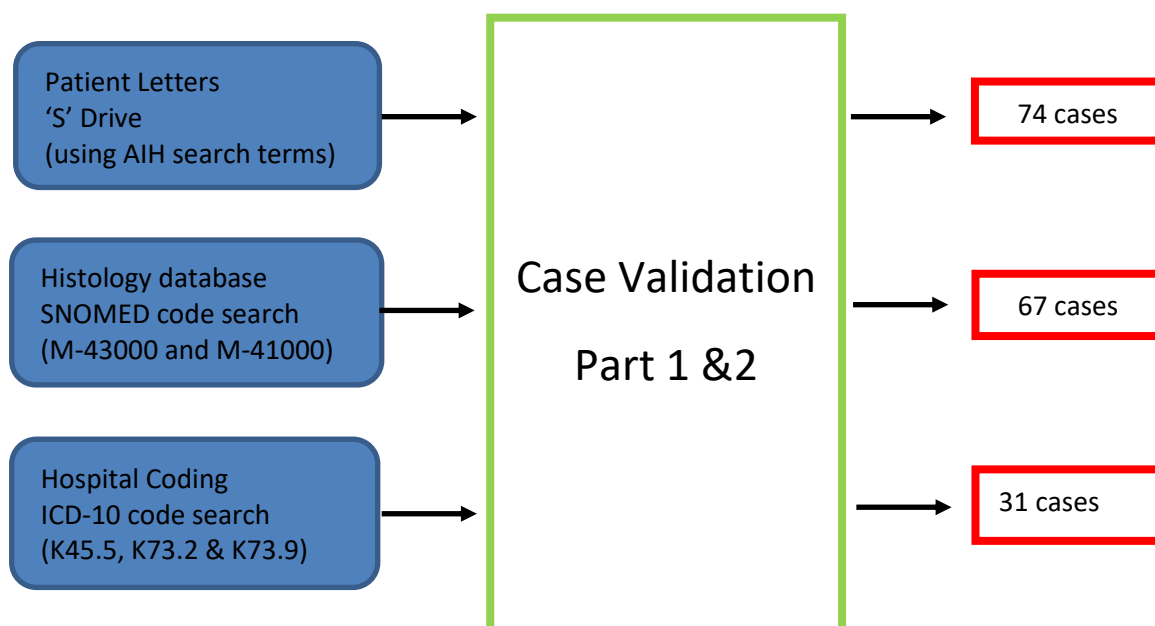 Patient Letters
‘S’ Drive
(using AIH search terms)
74 cases
Histology database
SNOMED code search
(M-43000 and M-41000)
Case Validation
Part 1 &2
67 cases
Hospital Coding
ICD-10 code search
(K45.5, K73.2 & K73.9)
31 cases